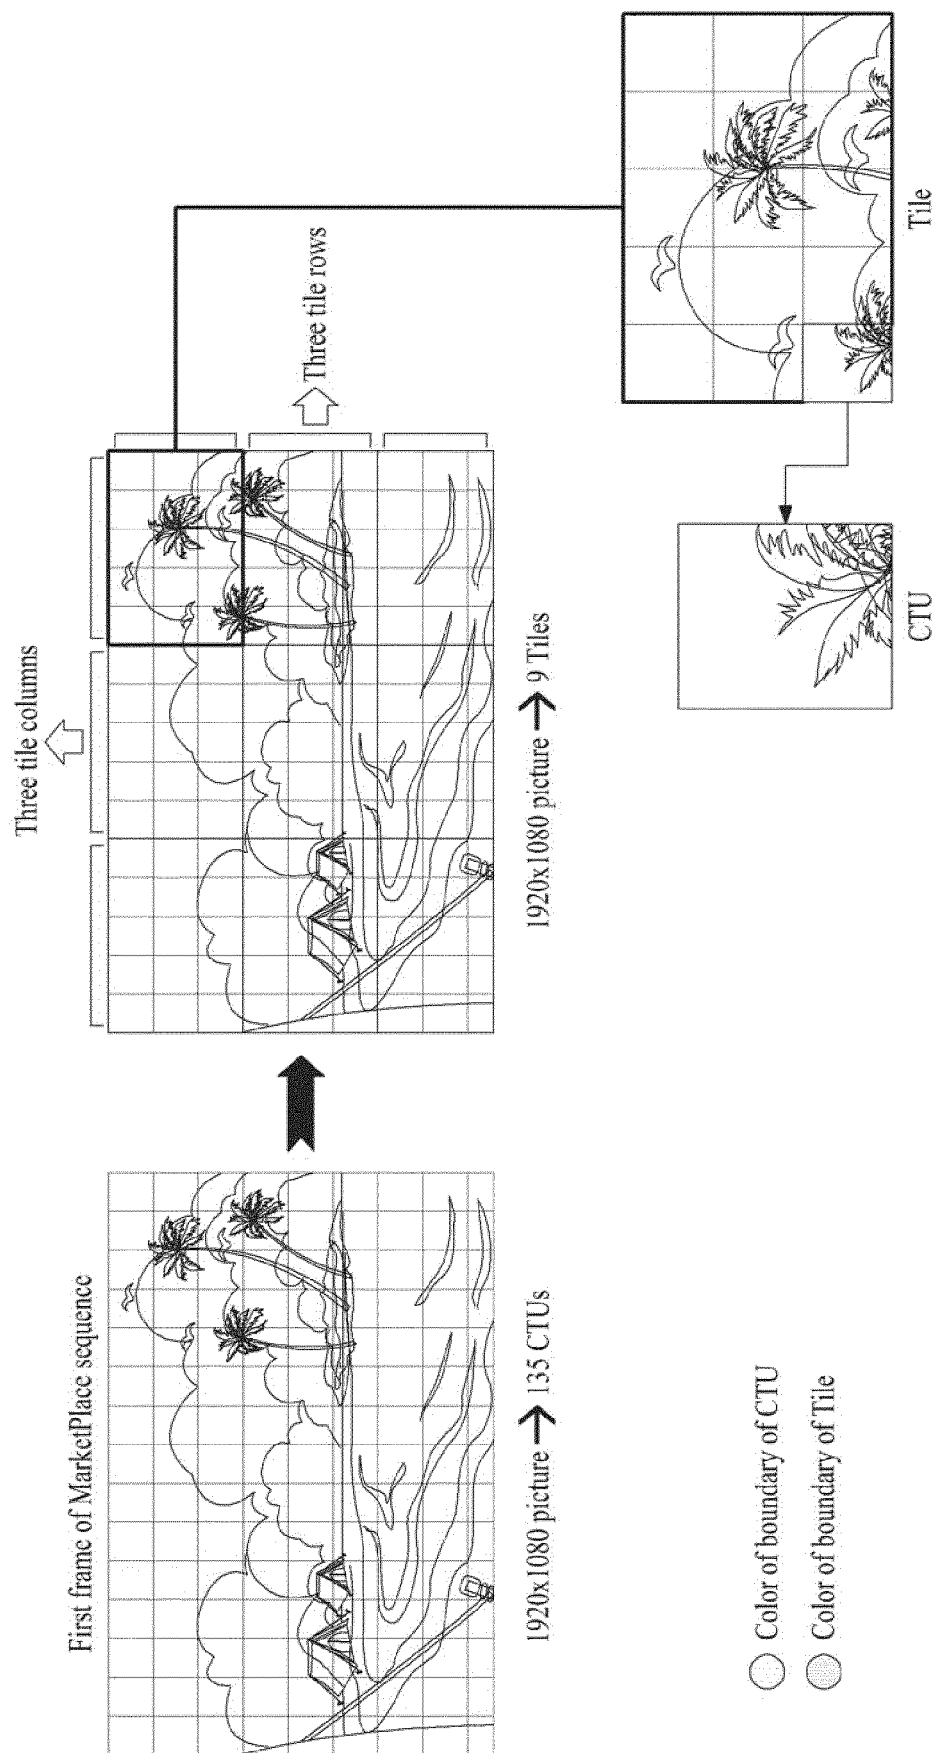 First frame of MarketPlace sequence
1920x1080 picture → 135 CTUs
Three tile columns
Three tile rows
1920x1080 picture → 9 Tiles
Tile
CTU
Color of boundary of CTU
Color of boundary of Tile